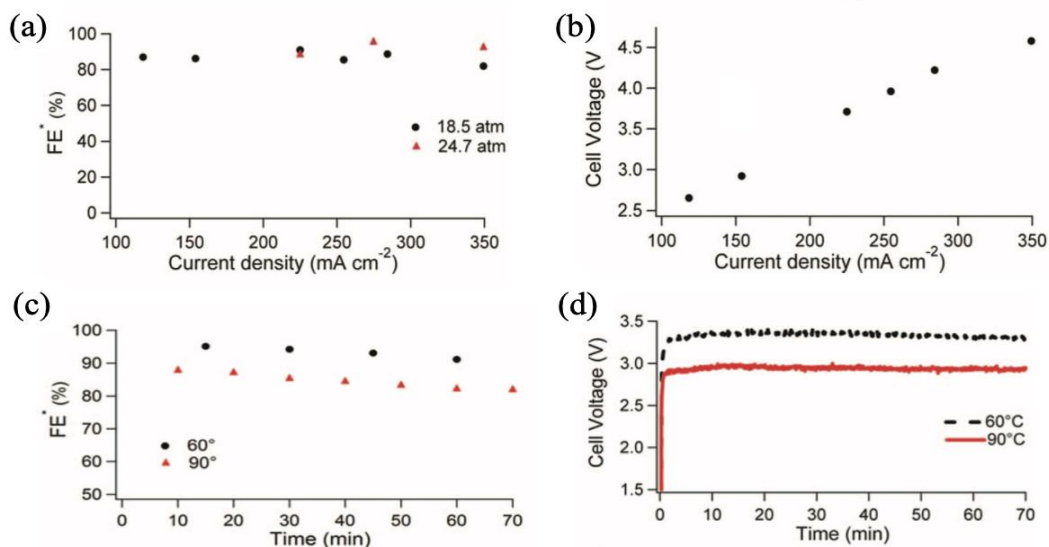 (a)
FE* (%)
100
80
60
40
20
0
18.5 atm
24.7 atm
100 150 200 250 300 350
Current density (mA cm-2)
(b)
Cell Voltage (V
4.5
4.0
3.5
3.0
2.5
100 150 200 250 300 350
Current density (mA cm-2)
(c)
FE* (%)
100
90
80
70
60
50
60°
90°
0 10 20 30 40 50 60 70
Time (min)
(d)
Cell Voltage (V)
3.5
3.0
2.5
2.0
1.5
60°C
90°C
0 10 20 30 40 50 60 70
Time (min)